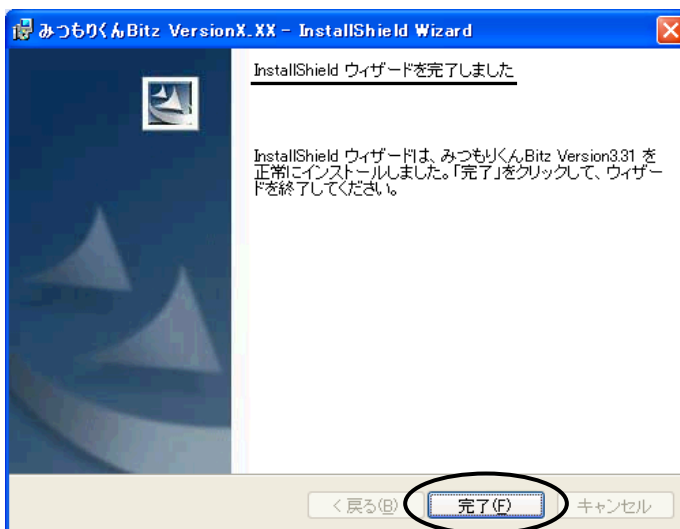 みつもりくんBitz VersionX.XX - InstallShield Wizard
InstallShield ウィザードを完了しました
InstallShield ウィザードは、みつもりくんBitz Version3.31 を
正常にインストールしました。「完了」をクリックして、ウィザー
ドを終了してください。
< 戻る(B)
完了(F)
キャンセル